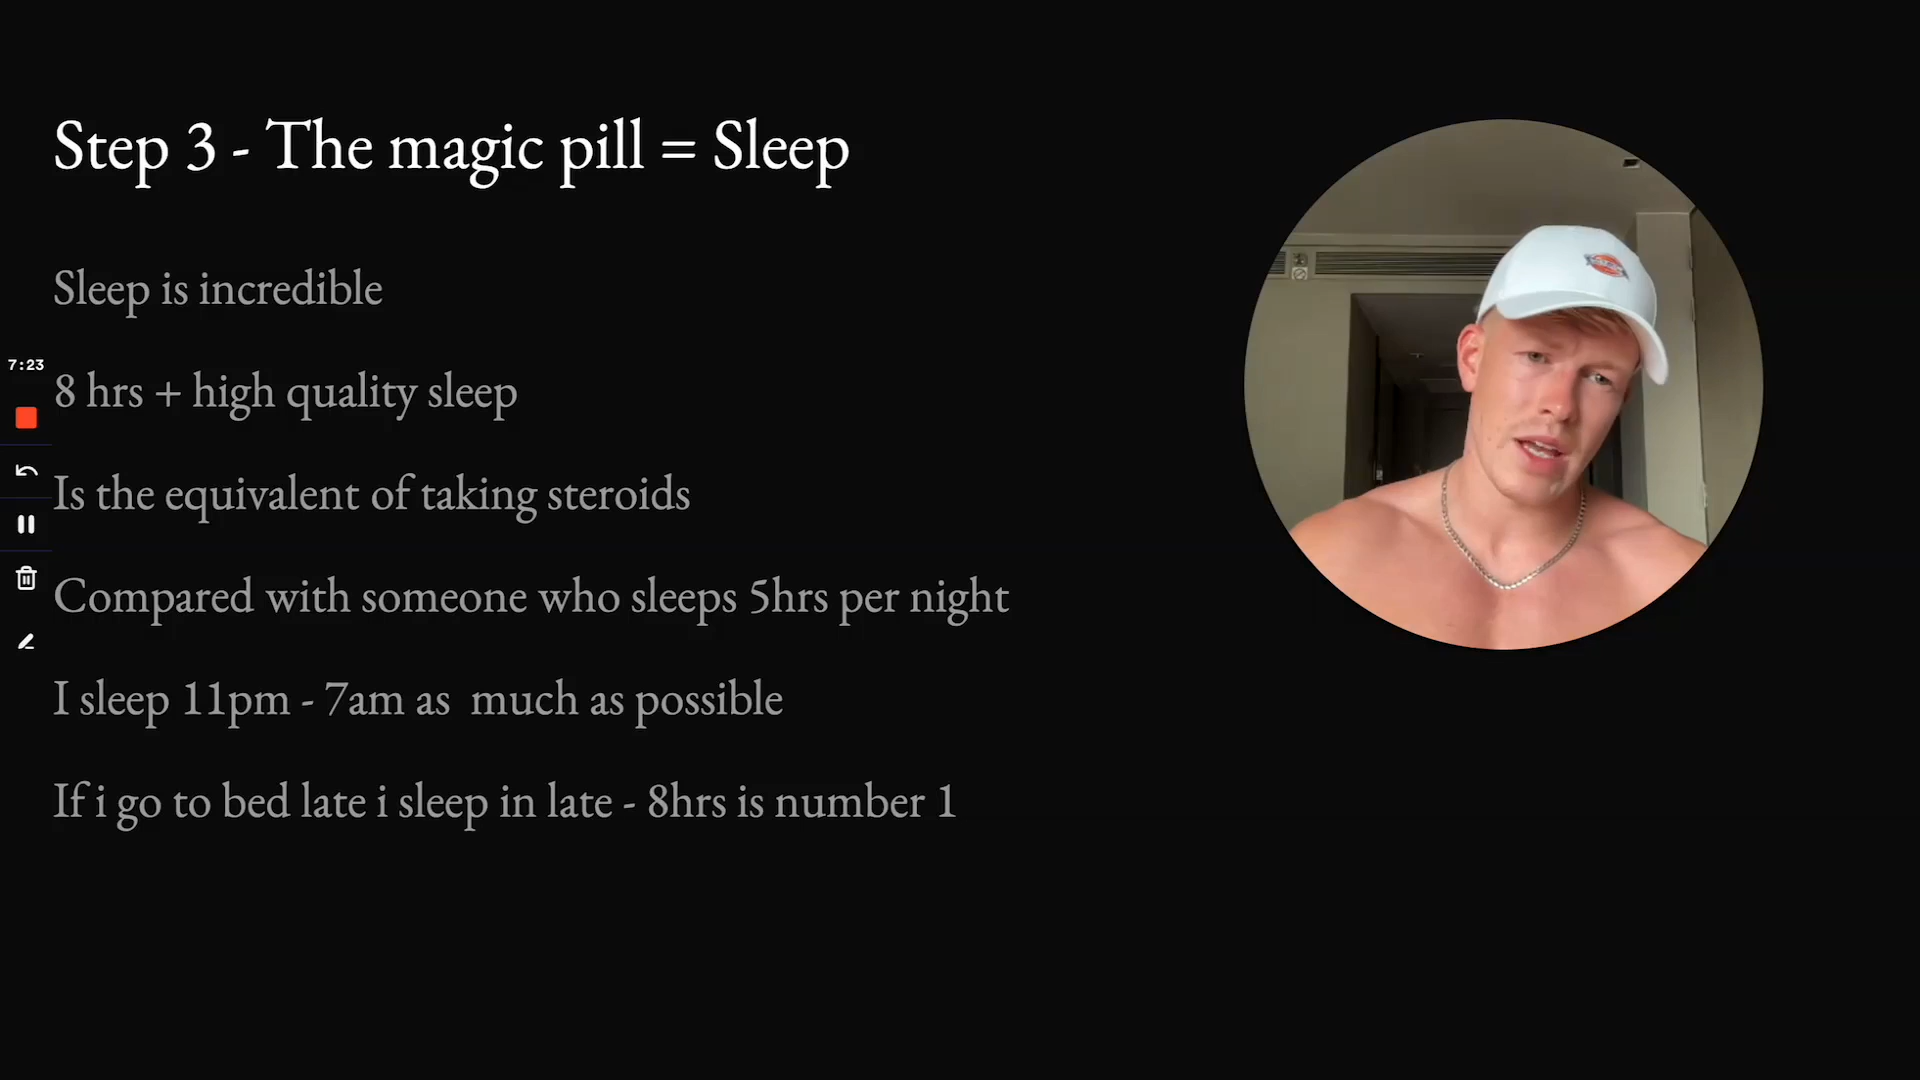 Step 3 - The magic pill = Sleep
Sleep is incredible
7:23
8 hrs + high quality sleep
Is the equivalent of taking steroids
Compared with someone who sleeps 5hrs per night
I sleep 11pm - 7am as  much as possible
If i go to bed late i sleep in late - 8hrs is number 1